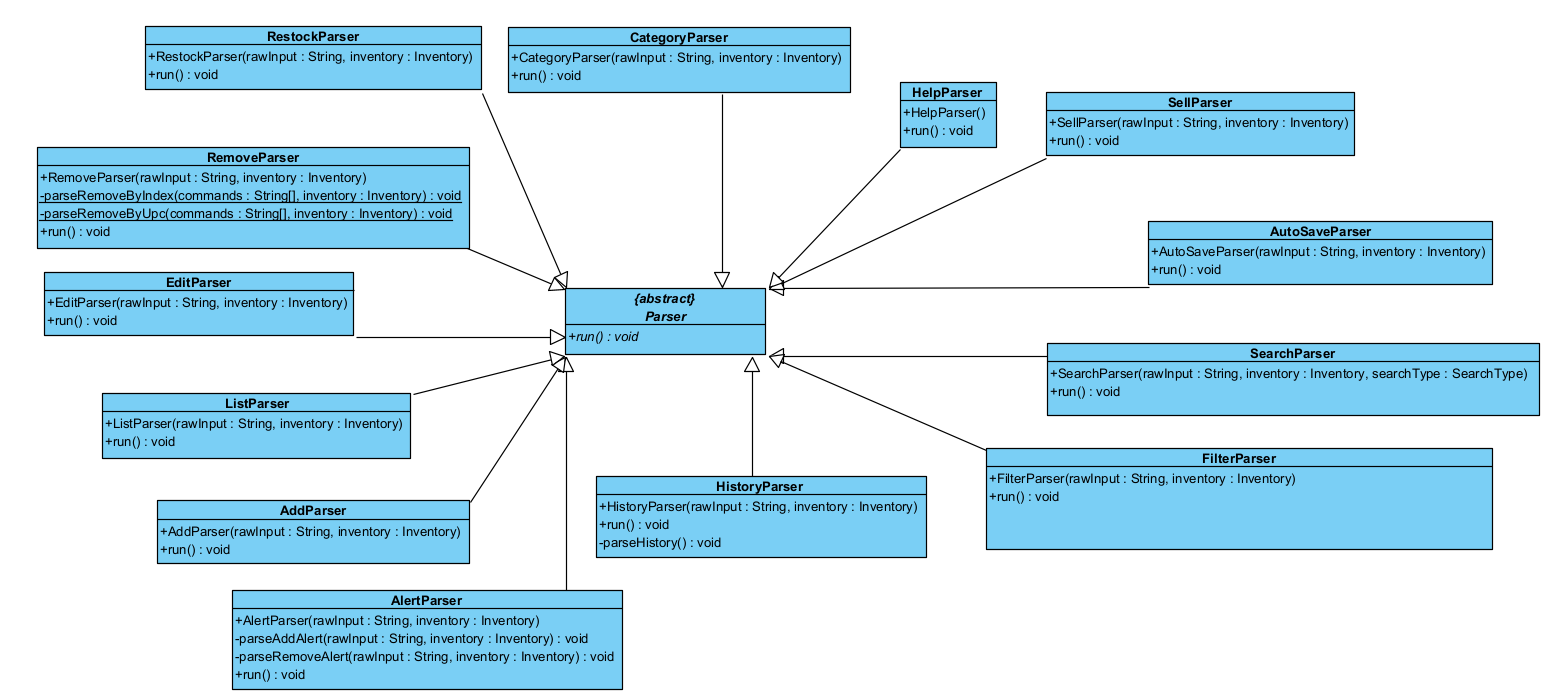 RestockParser
+RestockParser(rawInput : String, inventory : Inventory)
+run() : void
CategoryParser
+CategoryParser(rawInput : String, inventory : Inventory)
+run() : void
HelpParser
+HelpParser()
+run() : void
SellParser
+SellParser(rawInput : String, inventory : Inventory)
+run() : void
RemoveParser
+RemoveParser(rawInput : String, inventory : Inventory)
-parseRemoveByIndex(commands : String[], inventory : Inventory) : void
-parseRemoveByUpc(commands : String[], inventory : Inventory) : void
+run() : void
AutoSaveParser
+AutoSaveParser(rawInput : String, inventory : Inventory)
+run() : void
EditParser
+EditParser(rawInput : String, inventory : Inventory)
+run() : void
{abstract}
Parser
+run() : void
SearchParser
+SearchParser(rawInput : String, inventory : Inventory, searchType : SearchType)
+run() : void
ListParser
+ListParser(rawInput : String, inventory : Inventory)
+run() : void
FilterParser
+FilterParser(rawInput : String, inventory : Inventory)
+run() : void
HistoryParser
+HistoryParser(rawInput : String, inventory : Inventory)
+run() : void
-parseHistory() : void
AddParser
+AddParser(rawInput : String, inventory : Inventory)
+run() : void
AlertParser
+AlertParser(rawInput : String, inventory : Inventory)
-parseAddAlert(rawInput : String, inventory : Inventory) : void
-parseRemoveAlert(rawInput : String, inventory : Inventory) : void
+run() : void